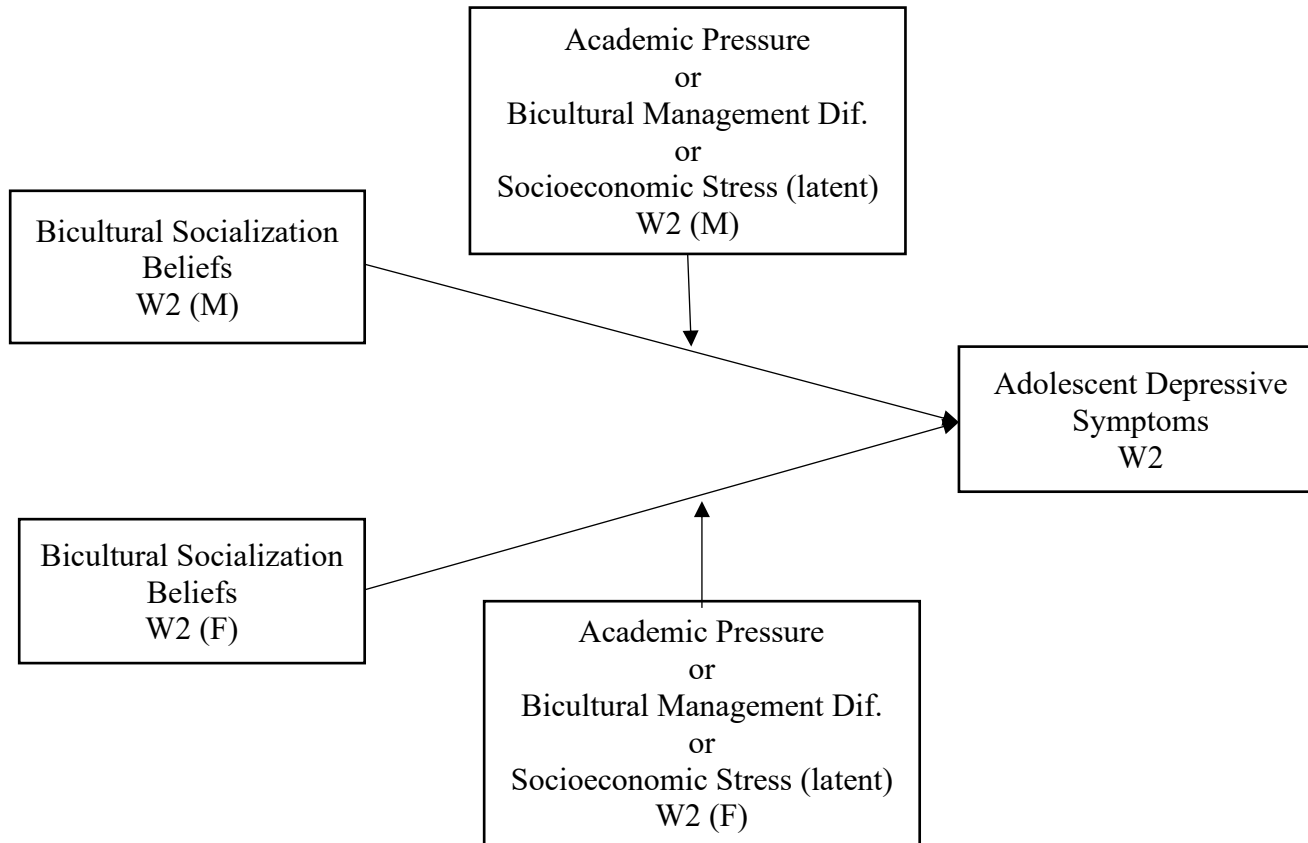 Academic Pressure
or
Bicultural Management Dif.
or
Socioeconomic Stress (latent)
W2 (M)
Bicultural Socialization
Beliefs
W2 (M)
Adolescent Depressive
Symptoms
W2
Bicultural Socialization
Beliefs
W2 (F)
Academic Pressure
or
Bicultural Management Dif.
or
Socioeconomic Stress (latent)
W2 (F)